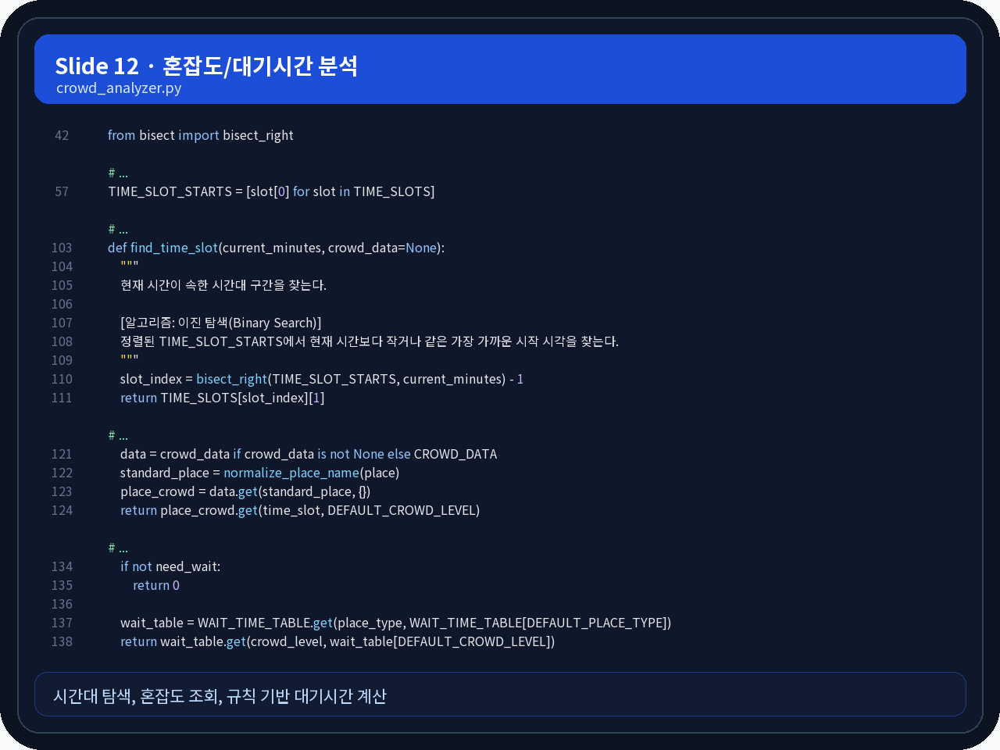 Slide 12 · 혼잡도/대기시간 분석
crowd_analyzer.py
42 from bisect import bisect_right
# ...
57 TIME_SLOT_STARTS = [slot[0] for slot in TIME_SLOTS]
# ...
103 def find_time_slot(current_minutes, crowd_data=None):
104 """
105 현재 시간이 속한 시간대 구간을 찾는다.
106
107 [알고리즘: 이진 탐색(Binary Search)]
108 정렬된 TIME_SLOT_STARTS에서 현재 시간보다 작거나 같은 가장 가까운 시작 시각을 찾는다.
109 """
110 slot_index = bisect_right(TIME_SLOT_STARTS, current_minutes) - 1
111 return TIME_SLOTS[slot_index][1]
# ...
121 data = crowd_data if crowd_data is not None else CROWD_DATA
122 standard_place = normalize_place_name(place)
123 place_crowd = data.get(standard_place, {})
124 return place_crowd.get(time_slot, DEFAULT_CROWD_LEVEL)
# ...
134 if not need_wait:
135 return 0
136
137 wait_table = WAIT_TIME_TABLE.get(place_type, WAIT_TIME_TABLE[DEFAULT_PLACE_TYPE])
138 return wait_table.get(crowd_level, wait_table[DEFAULT_CROWD_LEVEL])
시간대 탐색, 혼잡도 조회, 규칙 기반 대기시간 계산